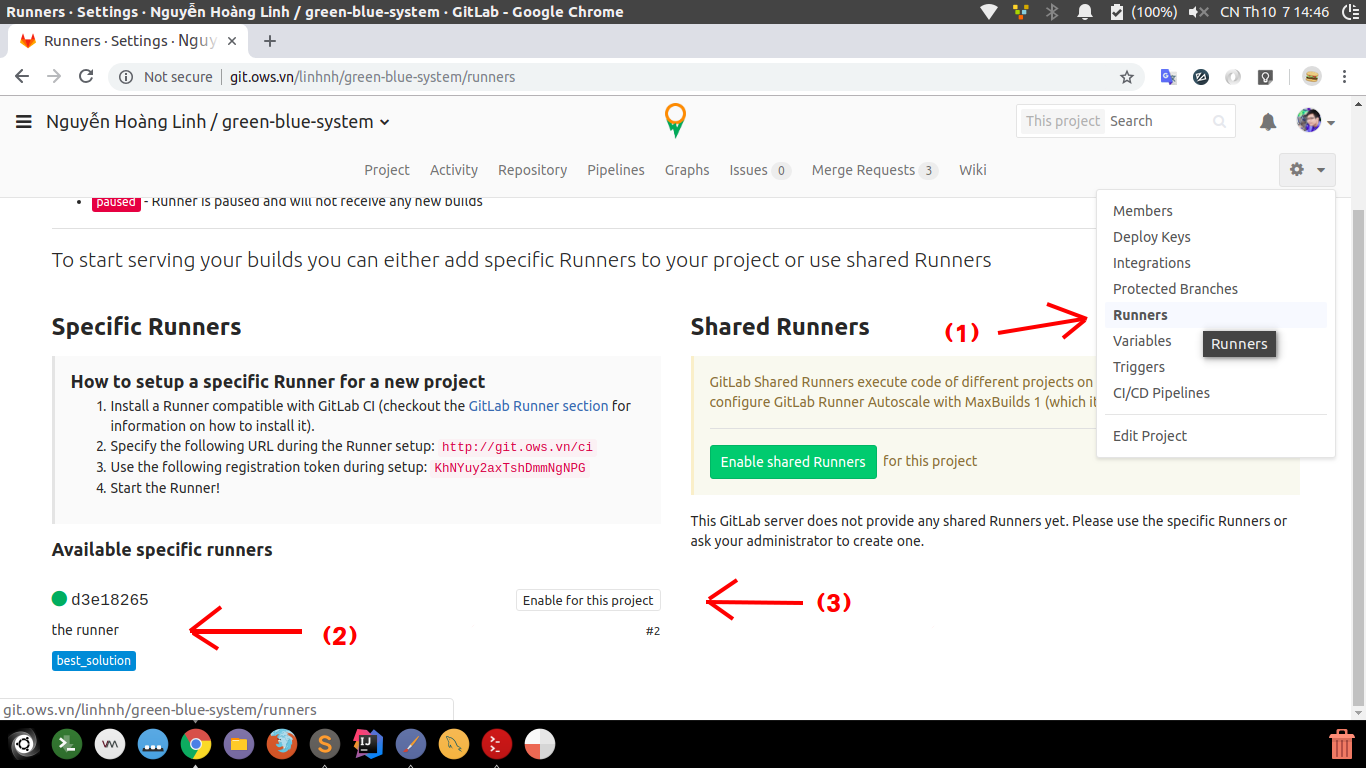 Runners · Settings · Nguyễn Hoàng Linh / green-blue-system · GitLab - Google Chrome
(100%)
CN Th10 7 14:46
Runners · Settings · Nguy
Not secure
git.ows.vn/linhnh/green-blue-system/runners
Nguyễn Hoàng Linh / green-blue-system
This project
Search
Project
Activity
Repository
Pipelines
Graphs
Issues 0
Merge Requests 3
Wiki
paused - Runner is paused and will not receive any new builds
To start serving your builds you can either add specific Runners to your project or use shared Runners
Members
Deploy Keys
Integrations
Protected Branches
Runners
Variables
Runners
Triggers
CI/CD Pipelines
Edit Project
(1)
Specific Runners
How to setup a specific Runner for a new project
1. Install a Runner compatible with GitLab CI (checkout the GitLab Runner section for
information on how to install it).
2. Specify the following URL during the Runner setup: http://git.ows.vn/ci
3. Use the following registration token during setup: KhNYuy2axTshDmmNgNPG
4. Start the Runner!
Available specific runners
d3e18265
Enable for this project
(3)
the runner
(2)
#2
best_solution
Shared Runners
GitLab Shared Runners execute code of different projects on
configure GitLab Runner Autoscale with MaxBuilds 1 (which it
Enable shared Runners for this project
This GitLab server does not provide any shared Runners yet. Please use the specific Runners or
ask your administrator to create one.
git.ows.vn/linhnh/green-blue-system/runners